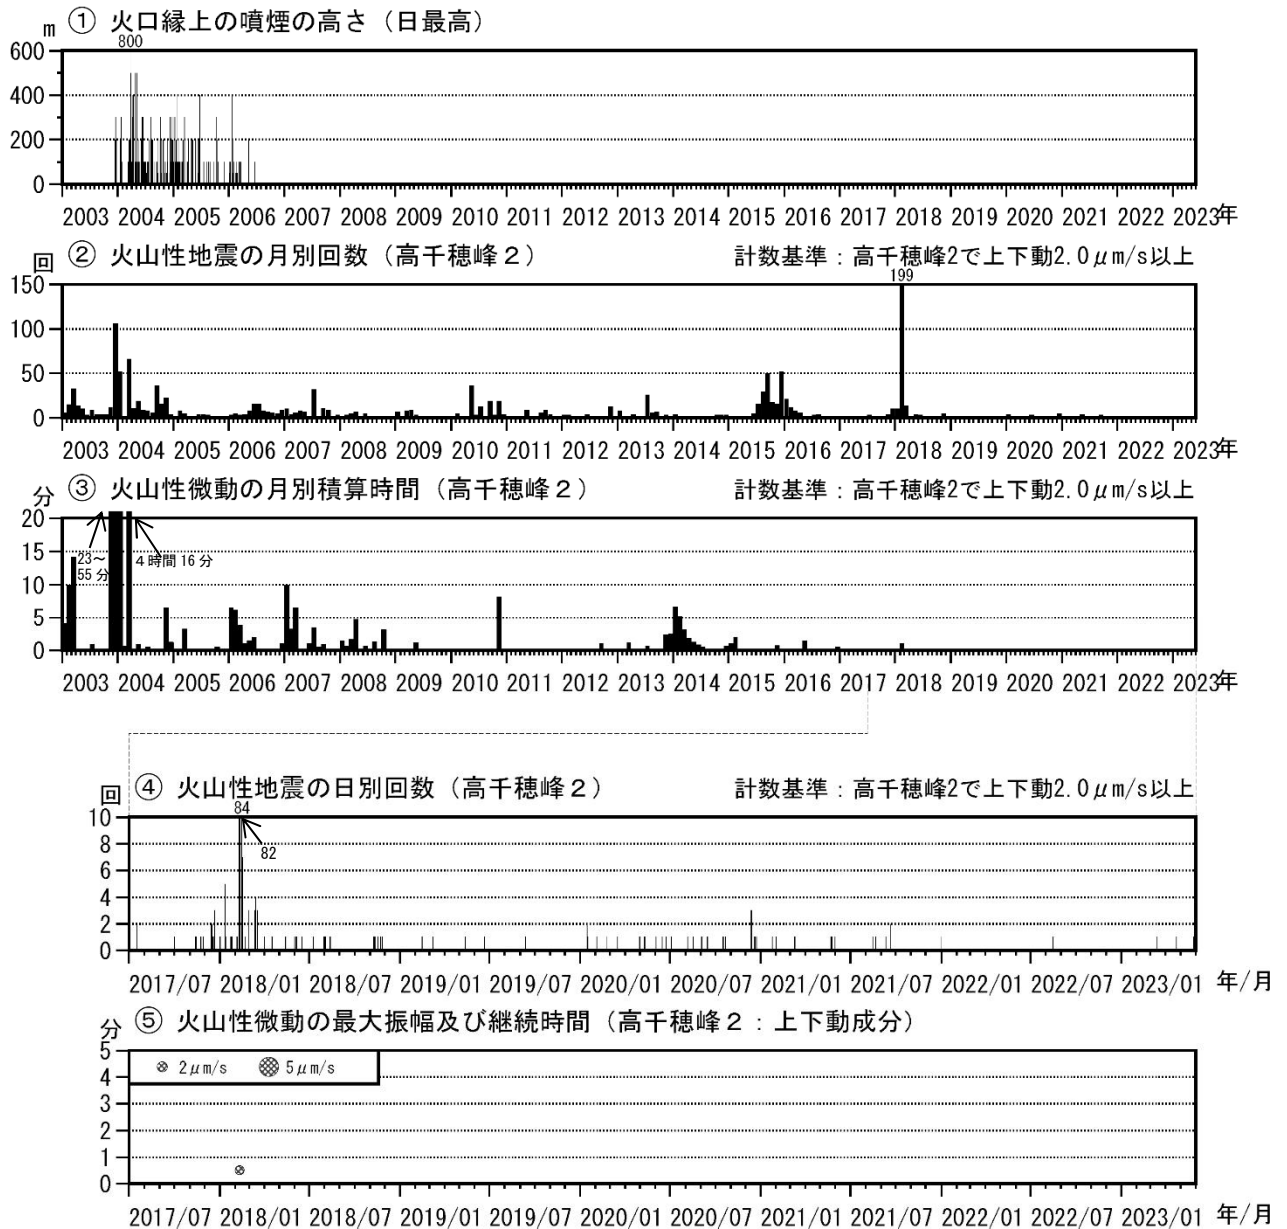 ① 火口縁上の噴煙の高さ（日最高）
m
800
600
400
200
0
2003 2004 2005 2006 2007 2008 2009 2010 2011 2012 2013 2014 2015 2016 2017 2018 2019 2020 2021 2022 2023年
② 火山性地震の月別回数（高千穂峰２） 計数基準：高千穂峰2で上下動2.0μm/s以上
回
199
150
100
50
0
2003 2004 2005 2006 2007 2008 2009 2010 2011 2012 2013 2014 2015 2016 2017 2018 2019 2020 2021 2022 2023年
③ 火山性微動の月別積算時間（高千穂峰２） 計数基準：高千穂峰2で上下動2.0μm/s以上
分
20
15
10
5
0
23～
55分
４時間16分
2003 2004 2005 2006 2007 2008 2009 2010 2011 2012 2013 2014 2015 2016 2017 2018 2019 2020 2021 2022 2023年
④ 火山性地震の日別回数（高千穂峰２） 計数基準：高千穂峰2で上下動2.0μm/s以上
回
84
82
10
8
6
4
2
0
2017/07 2018/01 2018/07 2019/01 2019/07 2020/01 2020/07 2021/01 2021/07 2022/01 2022/07 2023/01 年/月
⑤ 火山性微動の最大振幅及び継続時間（高千穂峰２：上下動成分）
分
5
4
3
2
1
0
2μm/s 5μm/s
2017/07 2018/01 2018/07 2019/01 2019/07 2020/01 2020/07 2021/01 2021/07 2022/01 2022/07 2023/01 年/月